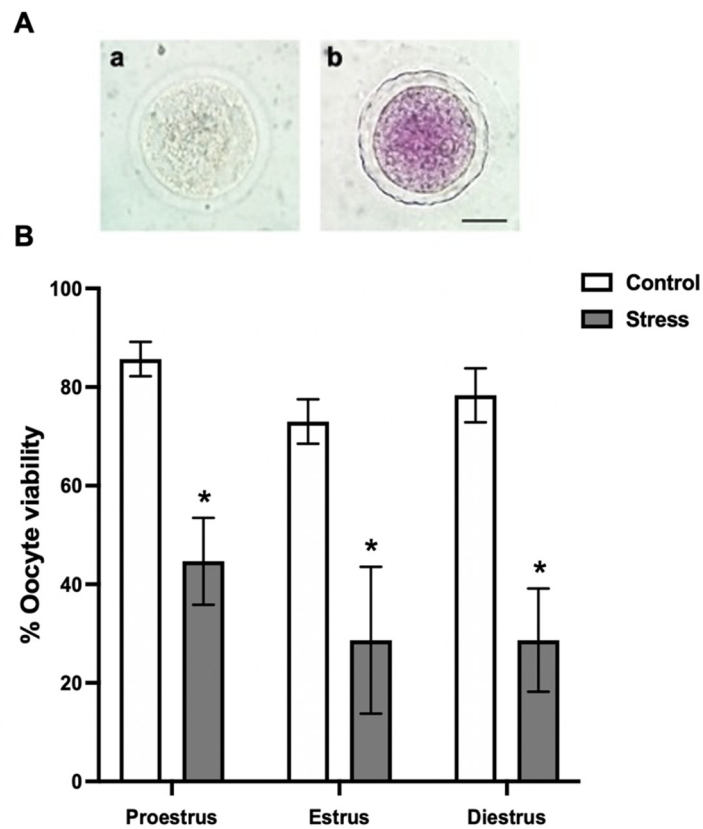 A
a
b
B
Control
Stress
% Oocyte viability
100
80
60
40
20
0
*
*
*
Proestrus
Estrus
Diestrus